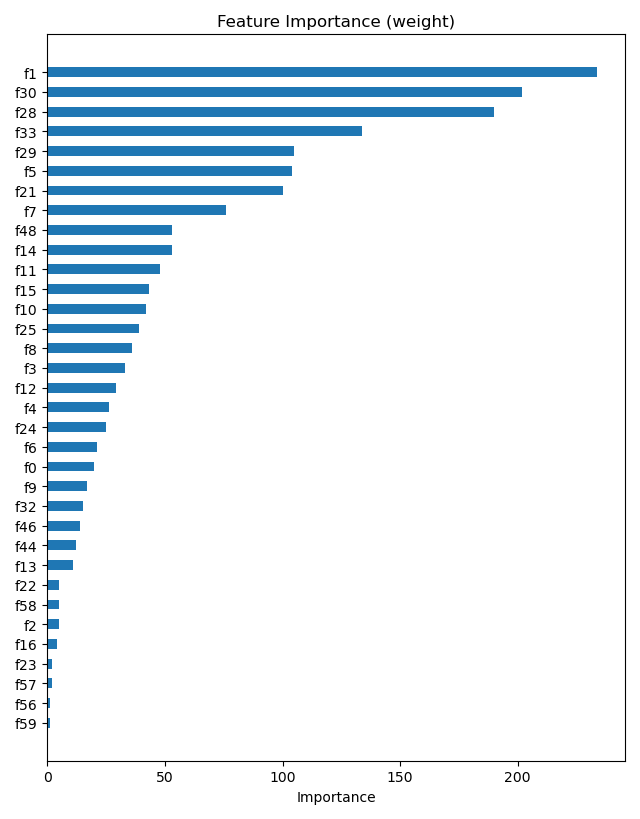 Feature Importance (weight)
f1
f30
f28
f33
f29
f5
f21
f7
f48
f14
f11
f15
f10
f25
f8
f3
f12
f4
f24
f6
f0
f9
f32
f46
f44
f13
f22
f58
f2
f16
f23
f57
f56
f59
0 50 100 150 200
Importance